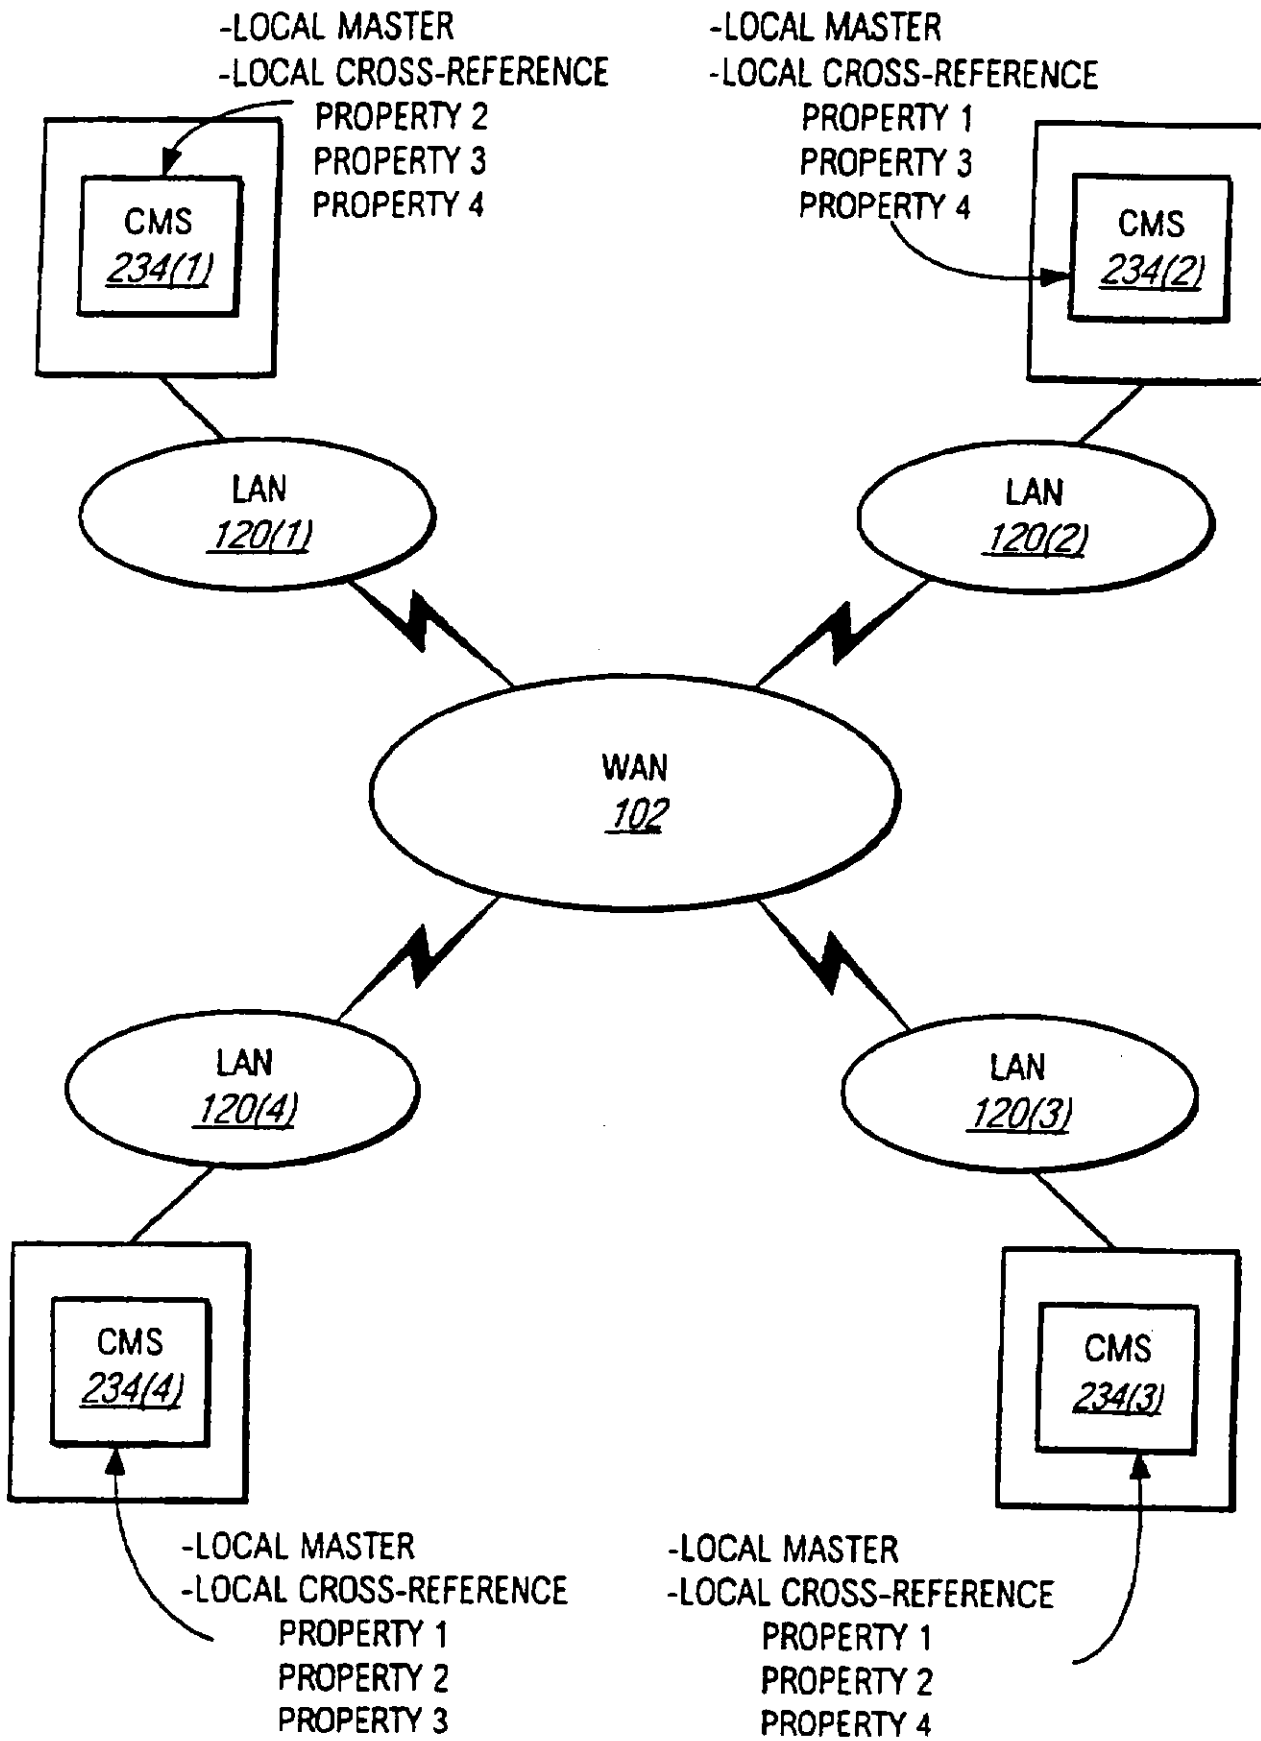 -LOCAL MASTER
-LOCAL CROSS-REFERENCE
PROPERTY 2
PROPERTY 3
PROPERTY 4
CMS
234(1)
-LOCAL MASTER
-LOCAL CROSS-REFERENCE
PROPERTY 1
PROPERTY 3
PROPERTY 4
CMS
234(2)
LAN
120(1)
LAN
120(2)
WAN
102
LAN
120(4)
LAN
120(3)
CMS
234(4)
CMS
234(3)
-LOCAL MASTER
-LOCAL CROSS-REFERENCE
PROPERTY 1
PROPERTY 2
PROPERTY 3
-LOCAL MASTER
-LOCAL CROSS-REFERENCE
PROPERTY 1
PROPERTY 2
PROPERTY 4